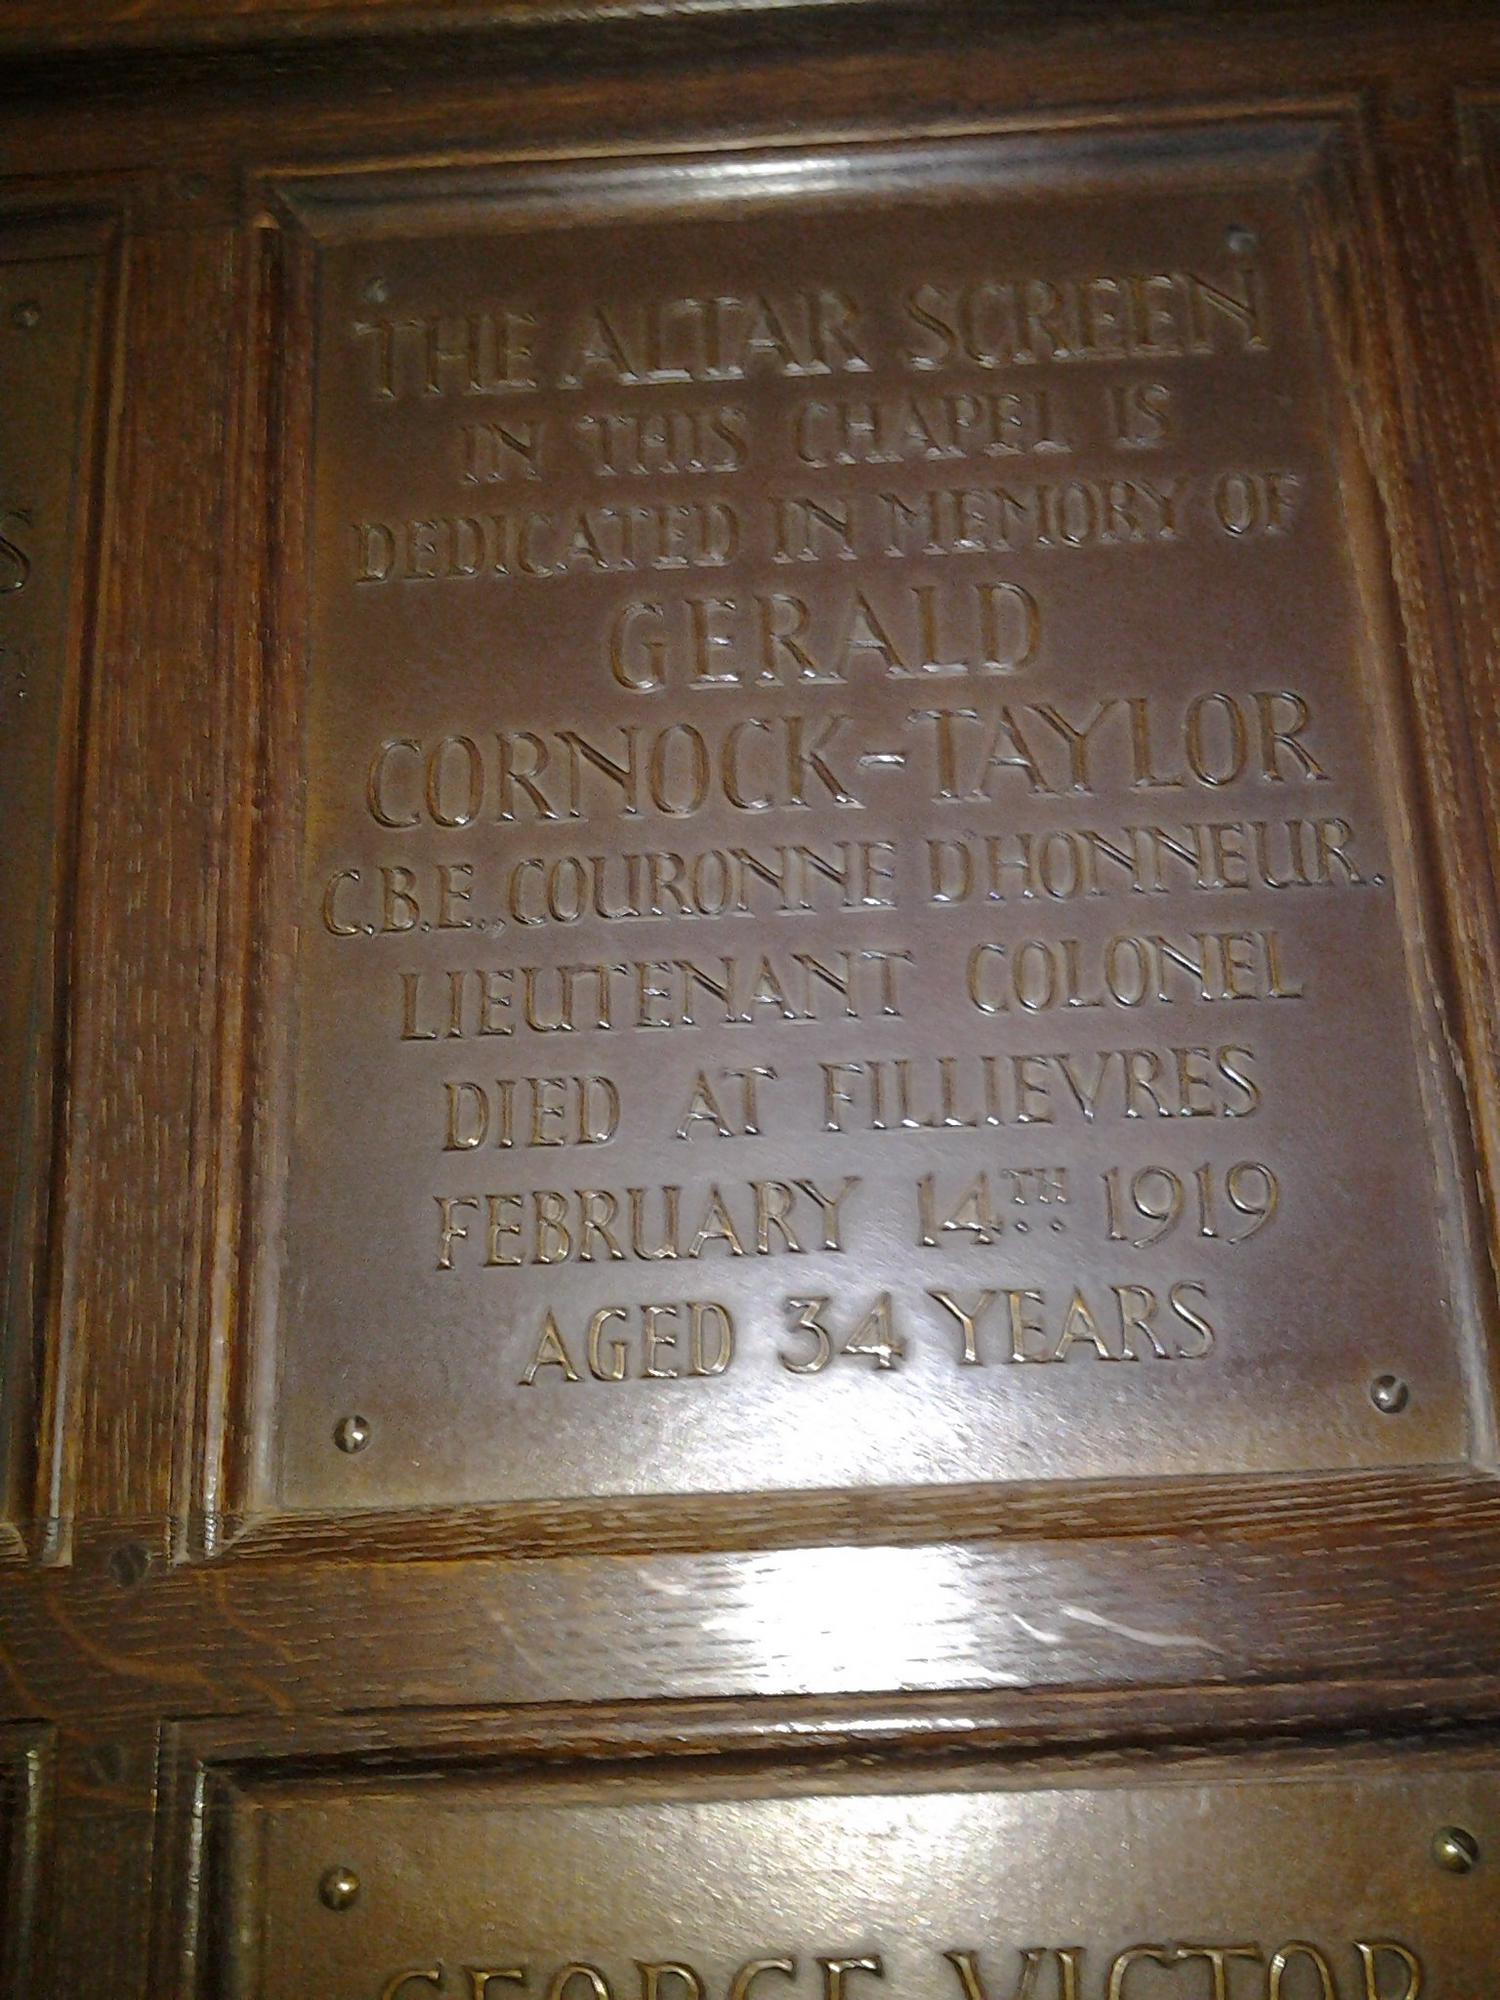 THE ALTAR SCREEN
IN THIS CHAPEL IS
DEDICATED IN MEMORY OF
GERALD
CORNOCK-TAYLOR
C.B.E., COURONNE D'HONNEUR.
LIEUTENANT COLONEL
DIED AT FILLIEVRES
FEBRUARY 14TH. 1919
AGED 34 YEARS
GEORGE VICTOR